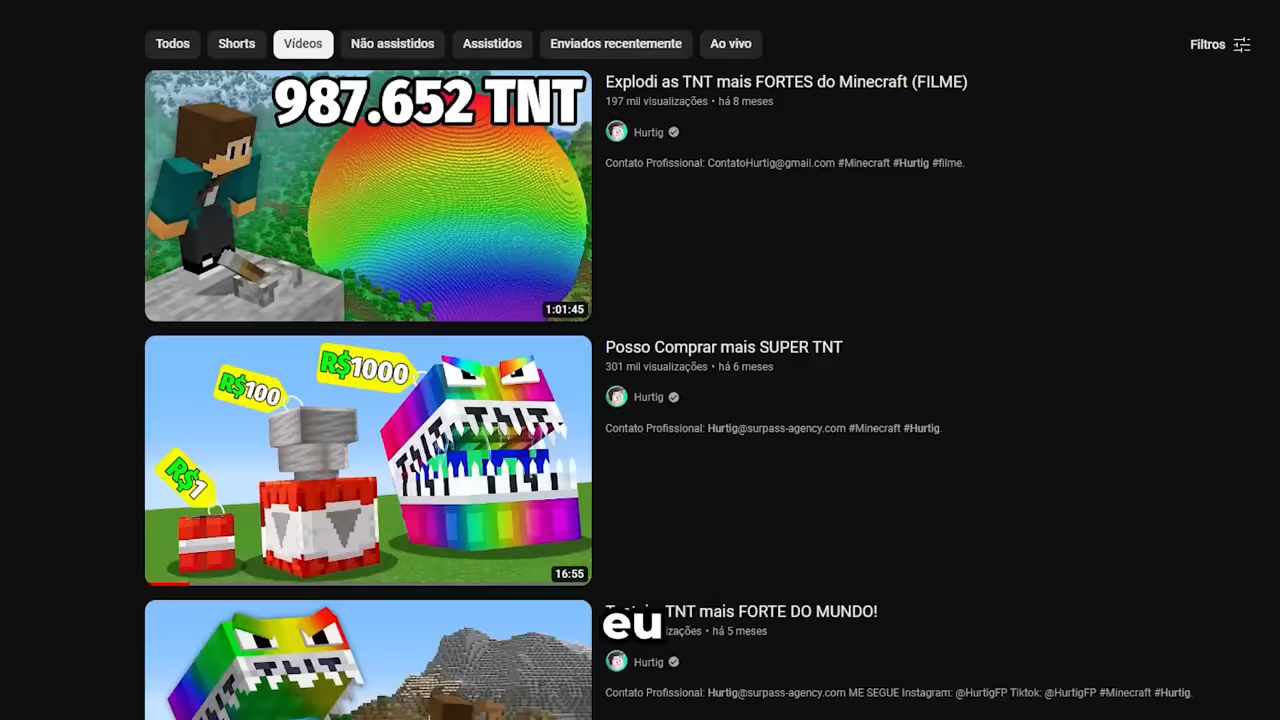 Todos Shorts Vídeos Não assistidos Assistidos Enviados recentemente Ao vivo Filtros
987.652 TNT
1:01:45
Explodi as TNT mais FORTES do Minecraft (FILME)
197 mil visualizações • há 8 meses
Hurtig
Contato Profissional: ContatoHurtig@gmail.com #Minecraft #Hurtig #filme.
R$1
R$100
R$1000
TNT
TNT
16:55
Posso Comprar mais SUPER TNT
301 mil visualizações • há 6 meses
Hurtig
Contato Profissional: Hurtig@surpass-agency.com #Minecraft #Hurtig.
TNT
TNT mais FORTE DO MUNDO!
eu
izações • há 5 meses
Hurtig
Contato Profissional: Hurtig@surpass-agency.com ME SEGUE Instagram: @HurtigFP Tiktok: @HurtigFP #Minecraft #Hurtig.